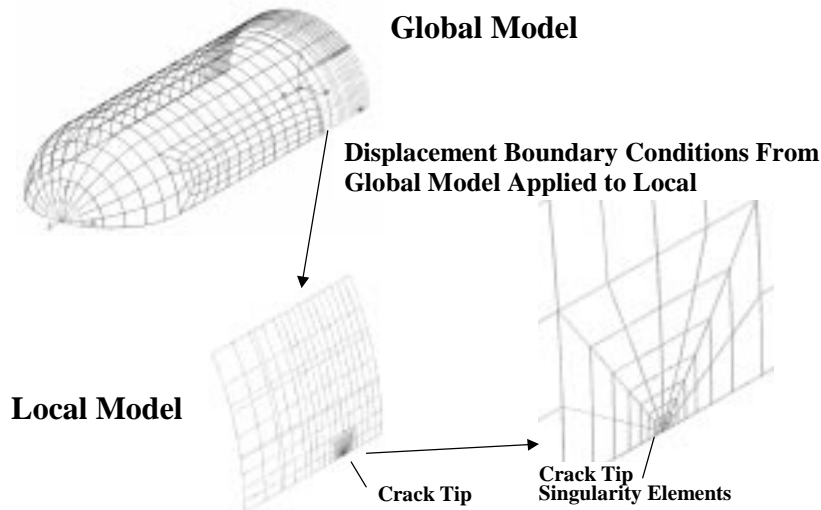 Global Model
Displacement Boundary Conditions From
Global Model Applied to Local
Local Model
Crack Tip
Crack Tip
Singularity Elements